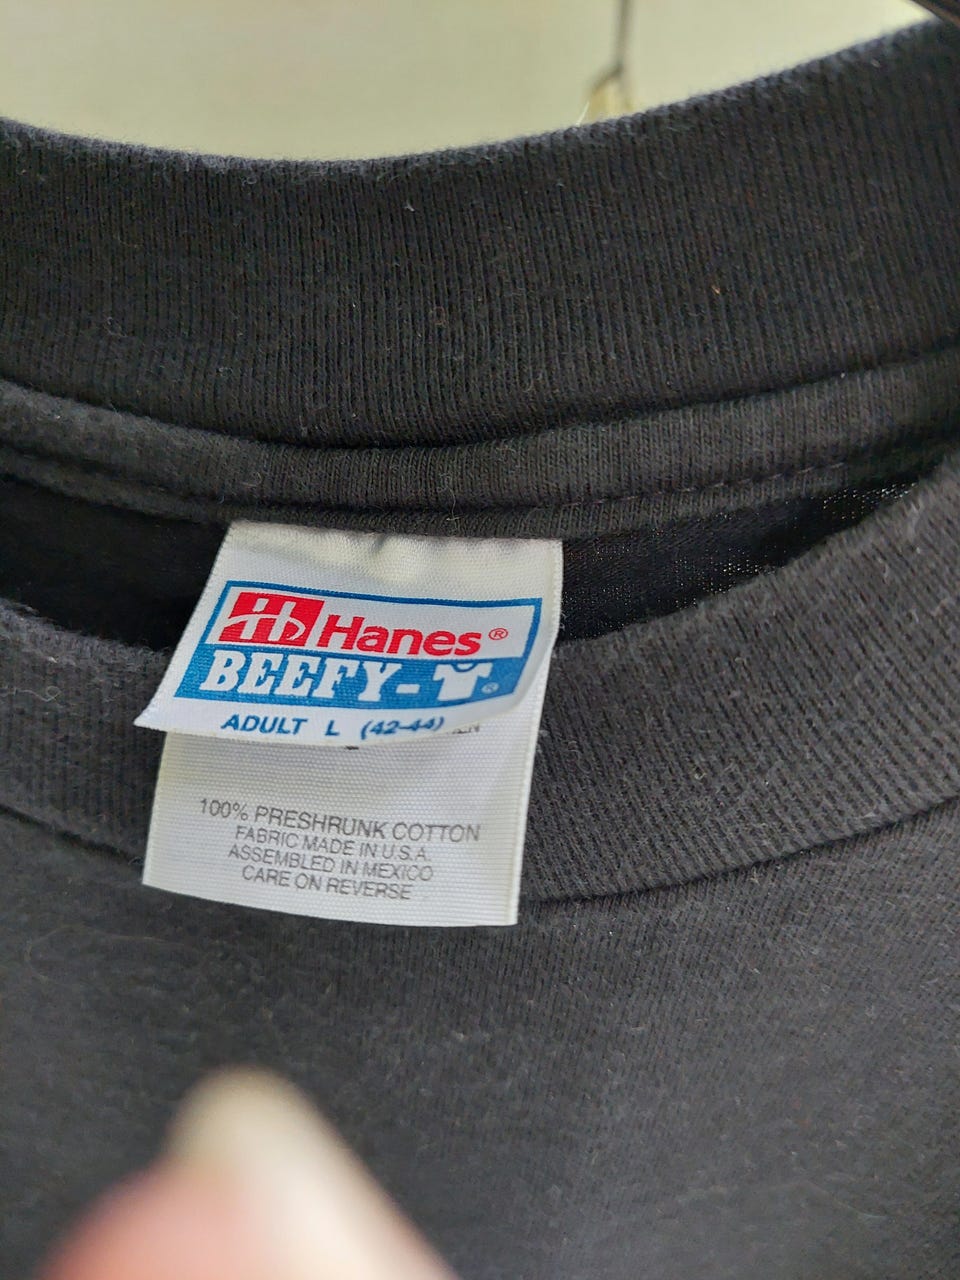 Hanes®
BEEFY-T®
ADULT L (42-44)
100% PRESHRUNK COTTON
FABRIC MADE IN U.S.A.
ASSEMBLED IN MEXICO
CARE ON REVERSE